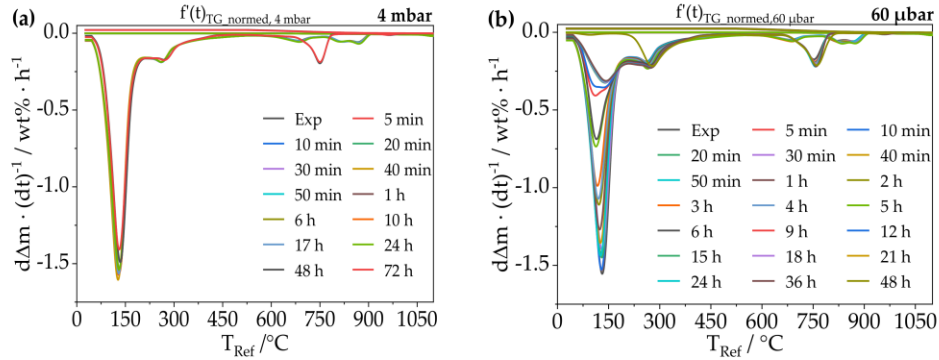 (a)
f'(t)TG_normed, 4 mbar
4 mbar
dΔm · (dt)-1 / wt% · h-1
0.0
-0.5
-1.0
-1.5
Exp 5 min
10 min 20 min
30 min 40 min
50 min 1 h
6 h 10 h
17 h 24 h
48 h 72 h
0 150 300 450 600 750 900 1050
TRef /°C
(b)
f'(t)TG_normed,60 μbar
60 μbar
dΔm · (dt)-1 / wt% · h-1
0.0
-0.5
-1.0
-1.5
Exp 5 min 10 min
20 min 30 min 40 min
50 min 1 h 2 h
3 h 4 h 5 h
6 h 9 h 12 h
15 h 18 h 21 h
24 h 36 h 48 h
0 150 300 450 600 750 900 1050
TRef /°C